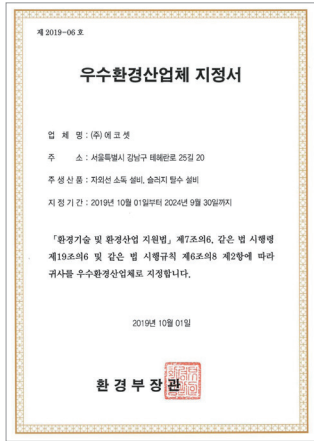 제 2019-06 호
우수환경산업체 지정서
업 체 명 : (주) 에 코 셋
주 소 : 서울특별시 강남구 테헤란로 25길 20
주 생 산 품 : 자외선 소독 설비, 슬러지 탈수 설비
지 정 기 간 : 2019년 10월 01일부터 2024년 9월 30일까지
「환경기술 및 환경산업 지원법」제7조의6, 같은 법 시행령
제19조의6 및 같은 법 시행규칙 제6조의8 제2항에 따라
귀사를 우수환경산업체로 지정합니다.
2019년 10월 01일
환 경 부 장 관